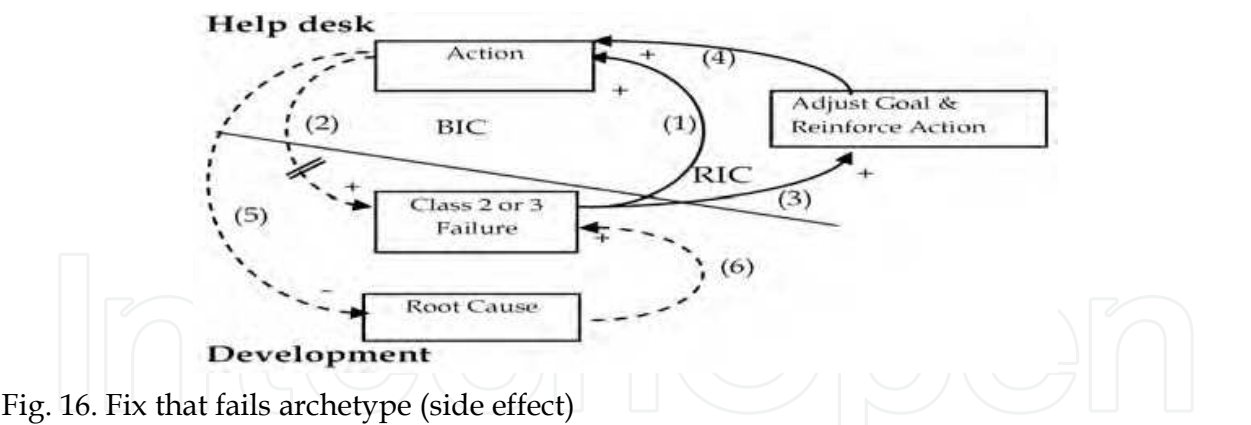 Help desk
Action
+
(4)
+
Adjust Goal &
Reinforce Action
(2)
BIC
(1)
RIC
+
+
(3)
Class 2 or 3
Failure
(5)
+
(6)
-
Root Cause
Development
InTechOpen
Fig. 16. Fix that fails archetype (side effect)